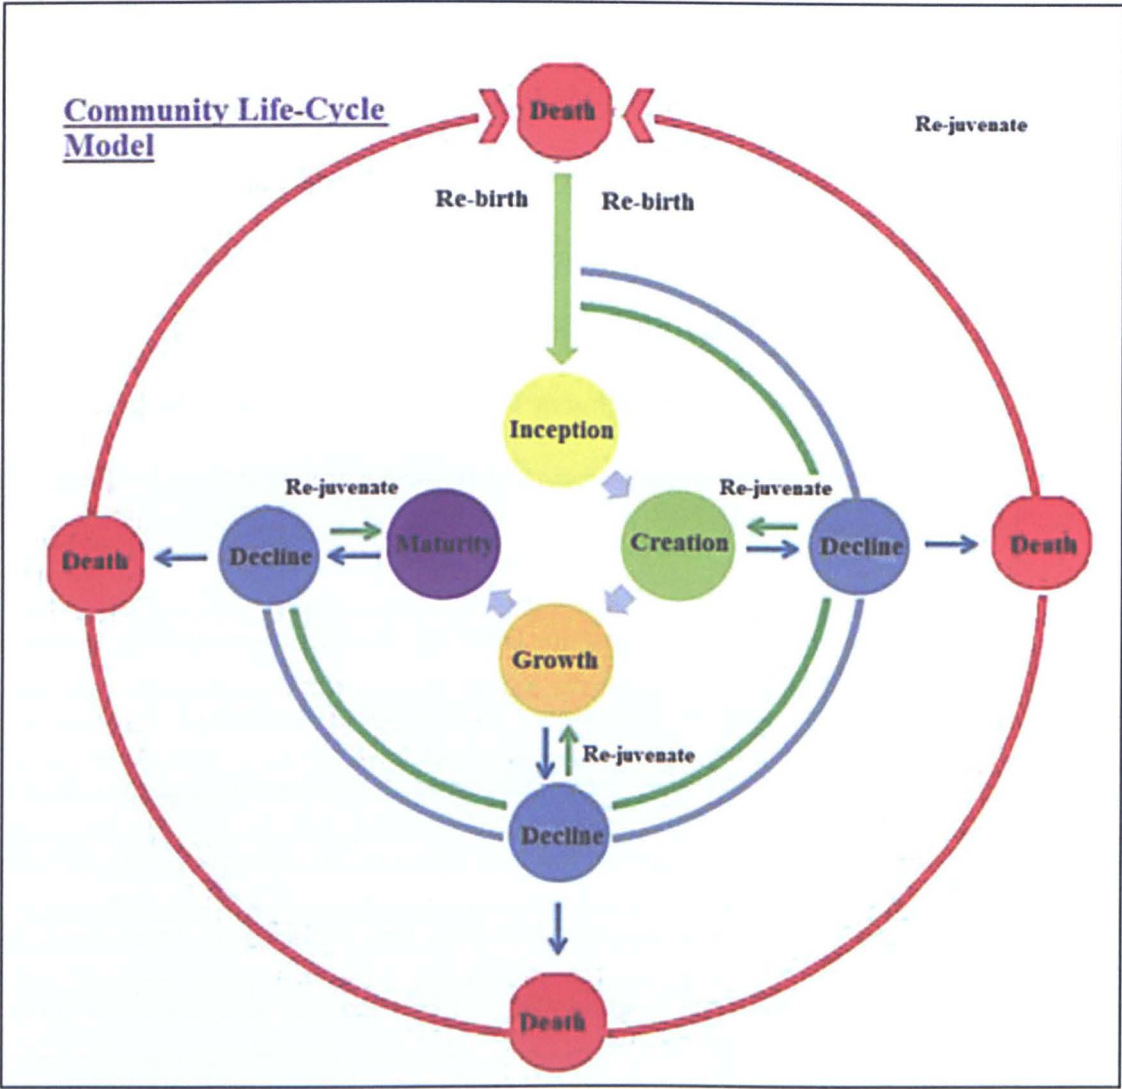 Community Life-Cycle
Model
Death
Re-juvenate
Re-birth
Re-birth
Inception
Re-juvenate
Re-juvenate
Death
Decline
Maturity
Creation
Decline
Death
Growth
Re-juvenate
Decline
Death